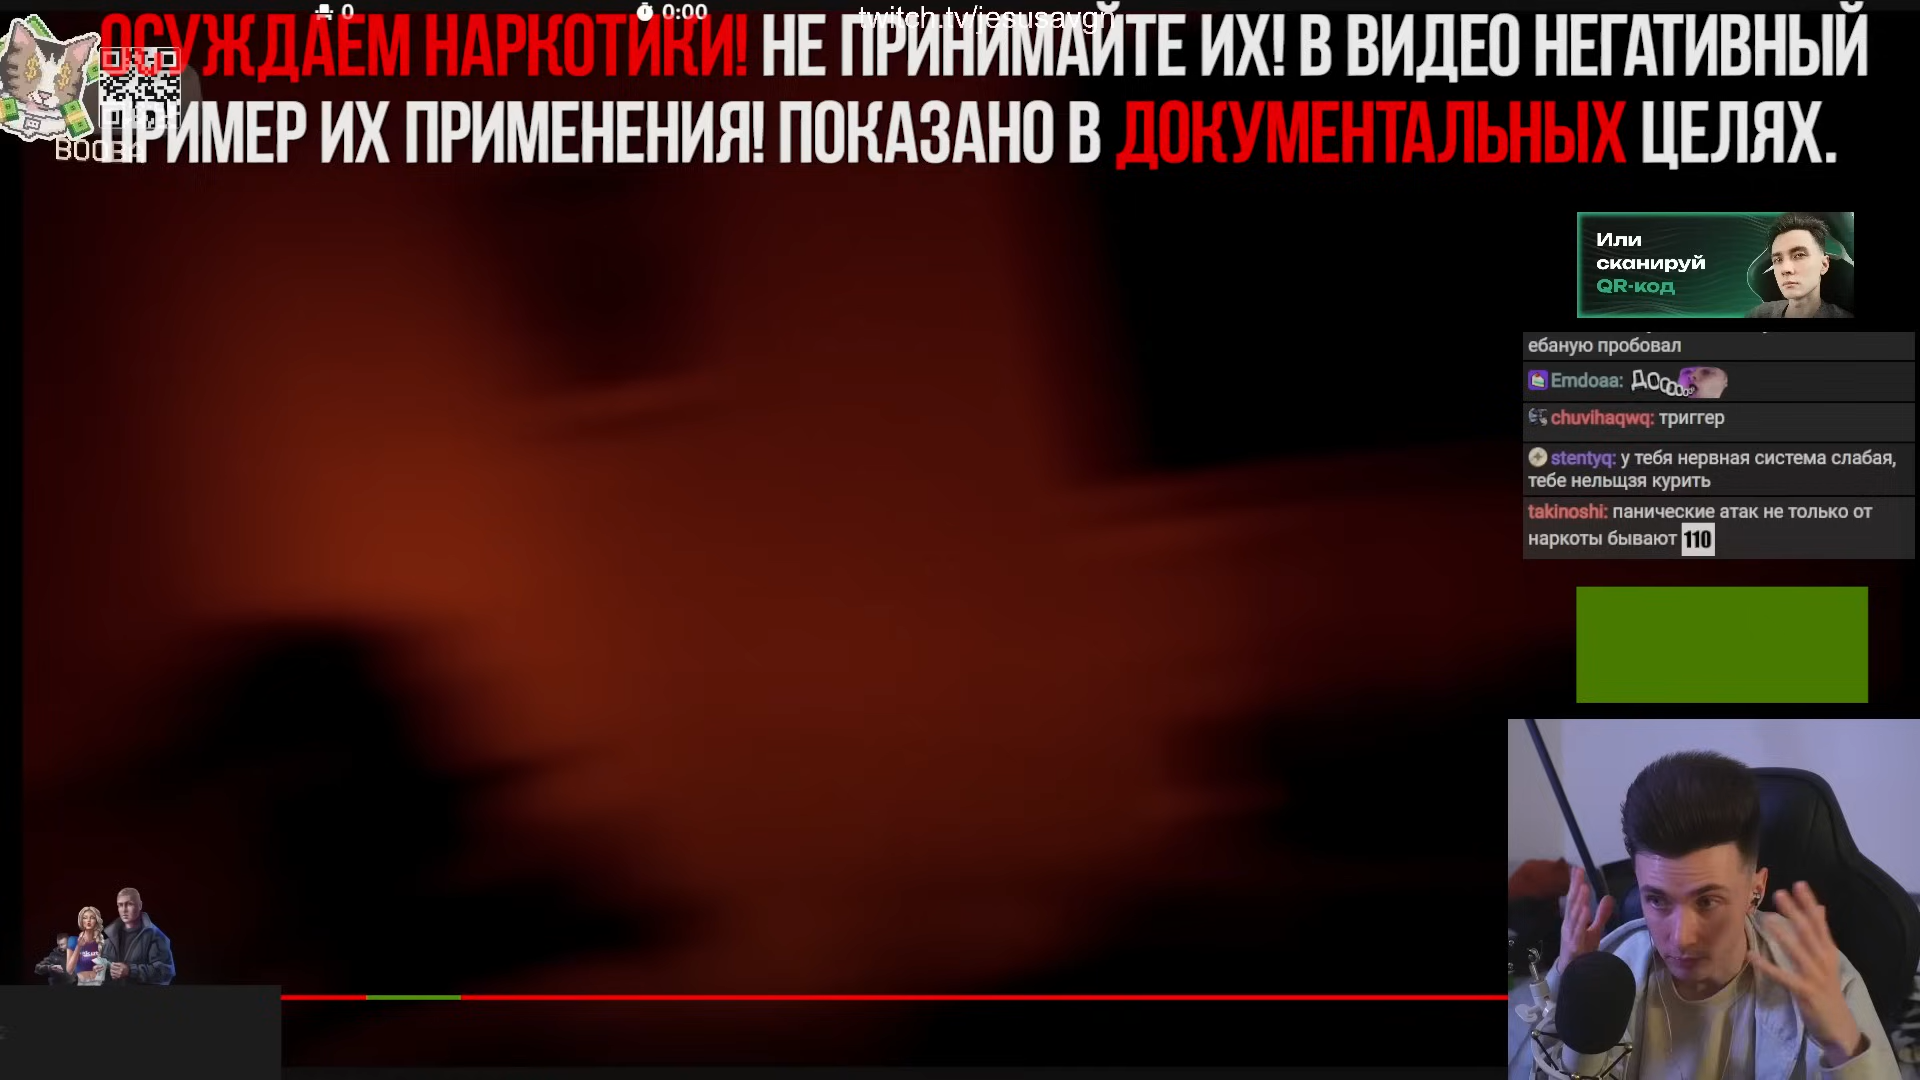 0
0:00
twitch.tv/jesusavgn
ОСУЖДАЕМ НАРКОТИКИ! НЕ ПРИНИМАЙТЕ ИХ! В ВИДЕО НЕГАТИВНЫЙ
ПРИМЕР ИХ ПРИМЕНЕНИЯ! ПОКАЗАНО В ДОКУМЕНТАЛЬНЫХ ЦЕЛЯХ.
Или
сканируй
QR-код
ебаную пробовал
Emdoaa: ДОооооо
chuvihaqwq: триггер
stentyq: у тебя нервная система слабая,
тебе нельщзя курить
takinoshi: панические атак не только от
наркоты бывают 110